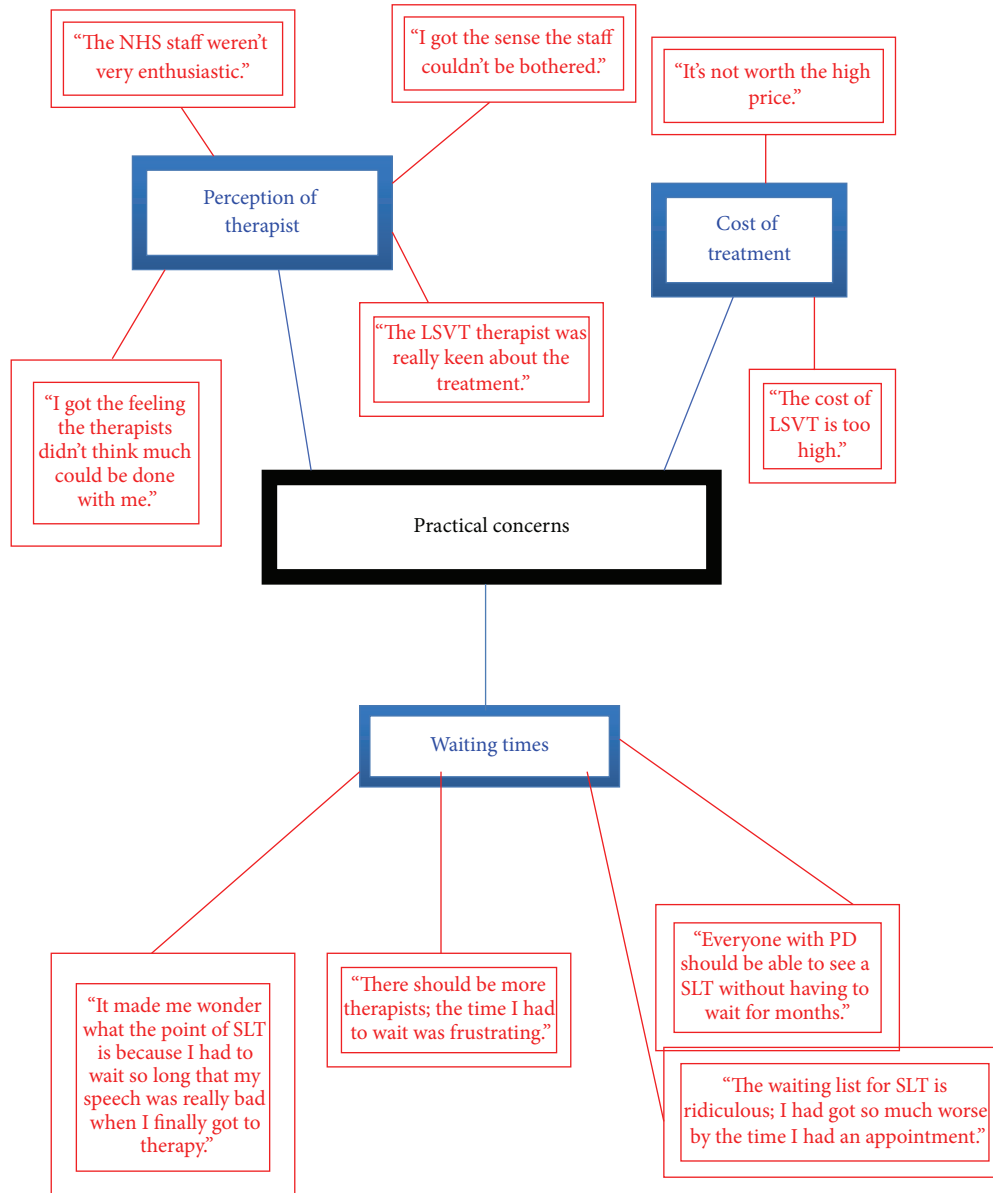 “The NHS staff weren’t
very enthusiastic.”
“I got the sense the staff
couldn’t be bothered.”
“It’s not worth the high
price.”
Perception of
therapist
Cost of
treatment
“The LSVT therapist was
really keen about the
treatment.”
“I got the feeling
the therapists
didn’t think much
could be done
with me.”
“The cost of
LSVT is too
high.”
Practical concerns
Waiting times
“It made me wonder
what the point of SLT
is because I had to
wait so long that my
speech was really bad
when I finally got to
therapy.”
“There should be more
therapists; the time I had
to wait was frustrating.”
“Everyone with PD
should be able to see a
SLT without having to
wait for months.”
“The waiting list for SLT is
ridiculous; I had got so much worse
by the time I had an appointment.”